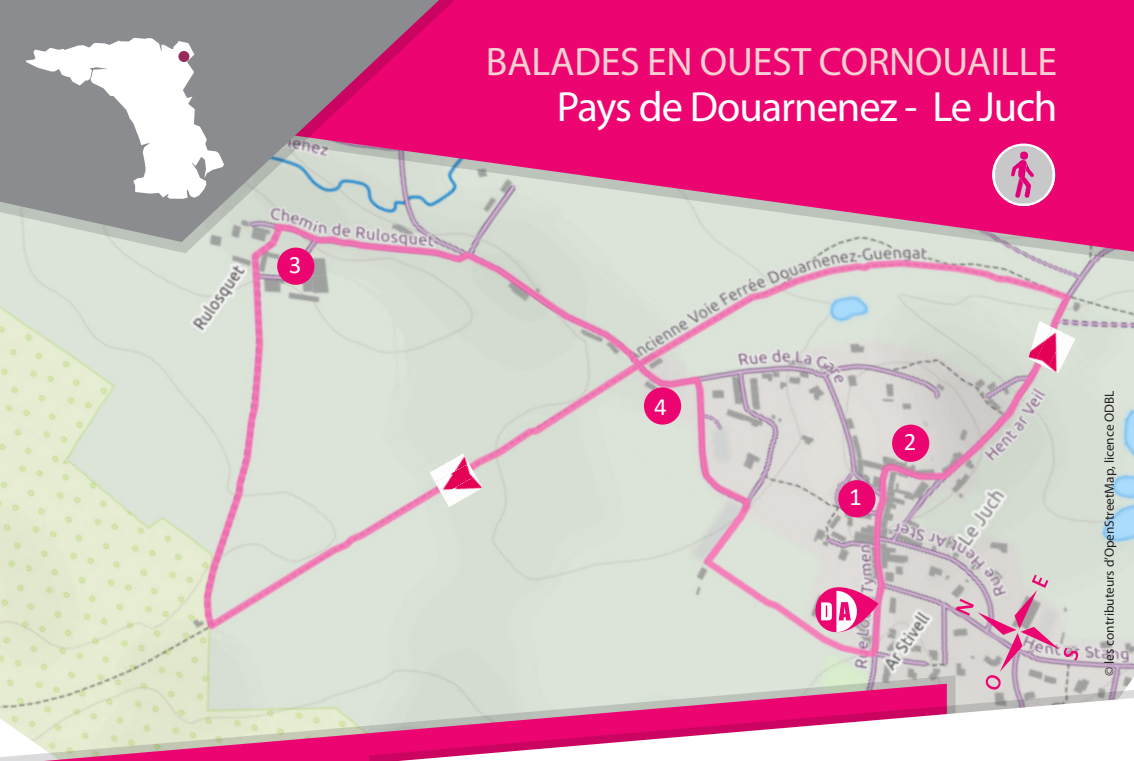 BALADES EN OUEST CORNOUAILLE
Pays de Douarnenez - Le Juch
Chemin de Rulosquet
3
Rulosquet
Ancienne Voie Ferrée Douarnenez-Guengat
Rue de La Gare
4
2
Hent ar Veil
1
Le Juch
Rue Hent Ar Ster
DA
Tymen
Ar Stivell
N
E
S
O
Hent ar Stang
© les contributeurs d'OpenStreetMap, licence ODBL